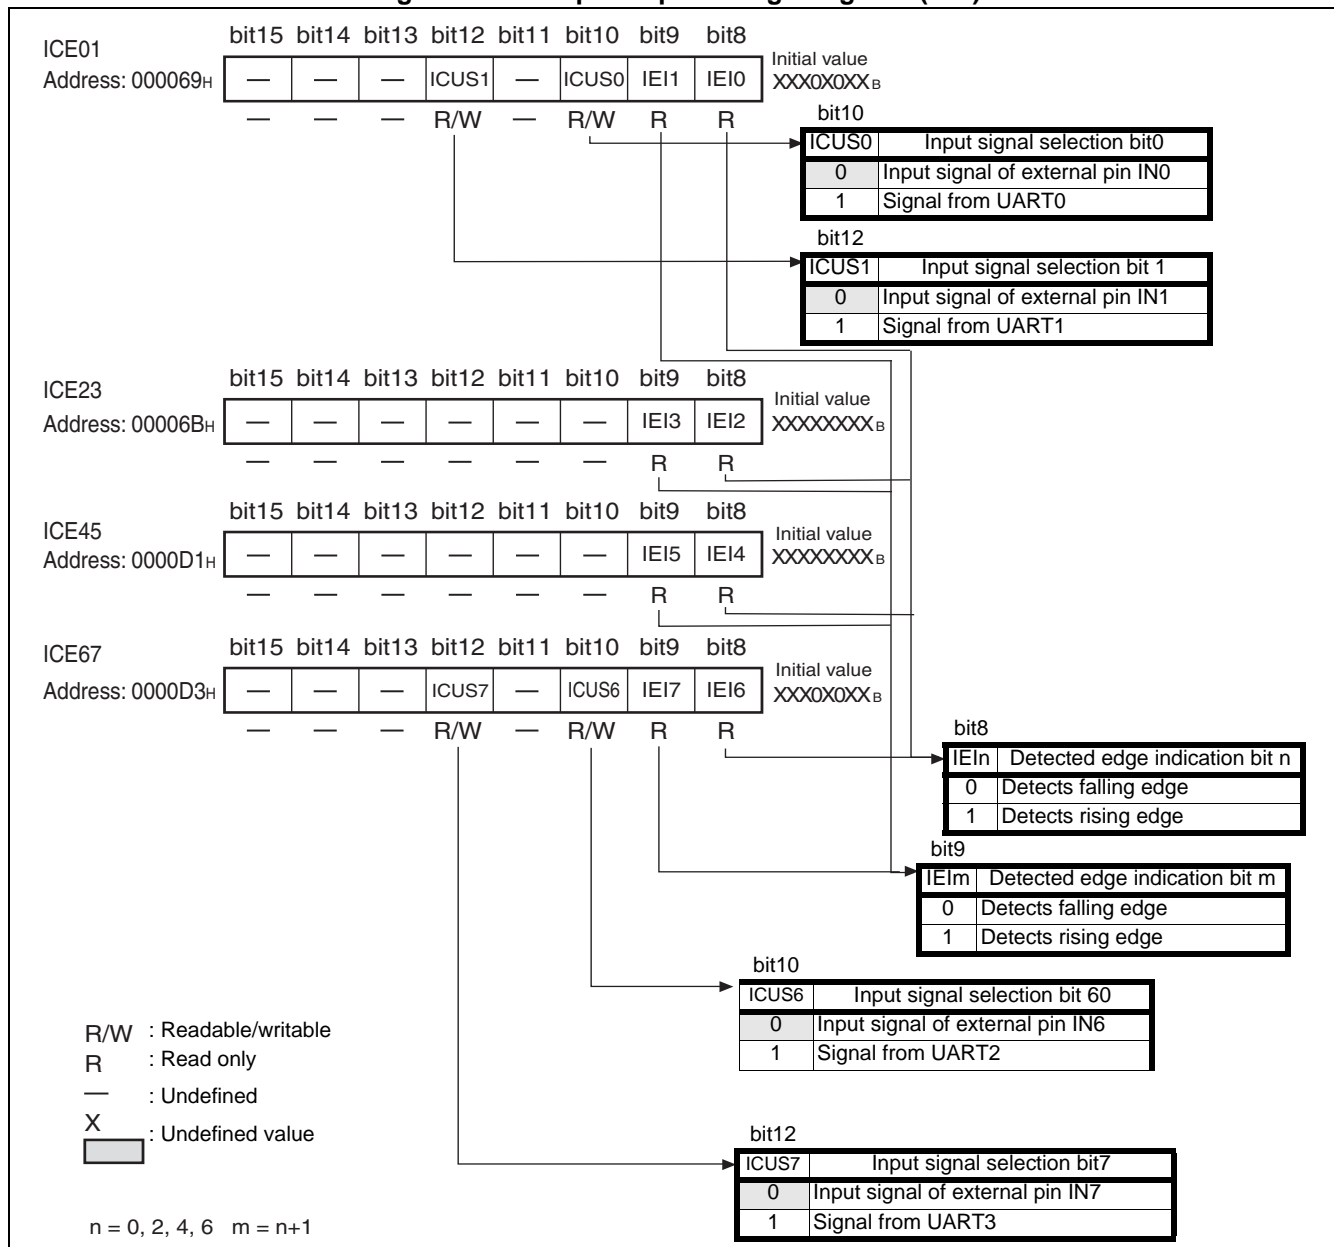 ICE01
Address: 000069H
bit15 bit14 bit13 bit12 bit11 bit10 bit9 bit8
— — — ICUS1 — ICUS0 IEI1 IEI0
— — — R/W — R/W R R
Initial value
XXX0X0XX B
bit10
ICUS0 Input signal selection bit0
0 Input signal of external pin IN0
1 Signal from UART0
bit12
ICUS1 Input signal selection bit 1
0 Input signal of external pin IN1
1 Signal from UART1
ICE23
Address: 00006BH
bit15 bit14 bit13 bit12 bit11 bit10 bit9 bit8
— — — — — — IEI3 IEI2
— — — — — — R R
Initial value
XXXXXXXX B
ICE45
Address: 0000D1H
bit15 bit14 bit13 bit12 bit11 bit10 bit9 bit8
— — — — — — IEI5 IEI4
— — — — — — R R
Initial value
XXXXXXXX B
ICE67
Address: 0000D3H
bit15 bit14 bit13 bit12 bit11 bit10 bit9 bit8
— — — ICUS7 — ICUS6 IEI7 IEI6
— — — R/W — R/W R R
Initial value
XXX0X0XX B
bit8
IEIn Detected edge indication bit n
0 Detects falling edge
1 Detects rising edge
bit9
IEIm Detected edge indication bit m
0 Detects falling edge
1 Detects rising edge
bit10
ICUS6 Input signal selection bit 60
0 Input signal of external pin IN6
1 Signal from UART2
bit12
ICUS7 Input signal selection bit7
0 Input signal of external pin IN7
1 Signal from UART3
R/W : Readable/writable
R : Read only
— : Undefined
X : Undefined value
n = 0, 2, 4, 6 m = n+1